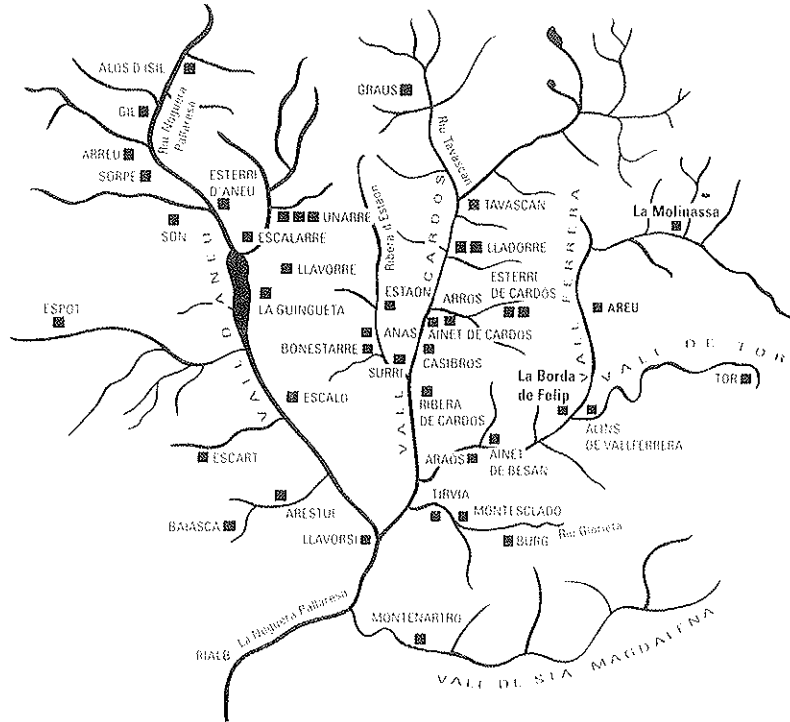 ALOS D ISIL
GIL
Riu Noguera
Pallaresa
ARREU
SORPE
ESTERRI
D'ANEU
SON
UNARRE
ESCALARRE
LLAVORRE
LA GUINGUETA
ESPOT
VALL D'ANEU
ESCALO
ESCART
ARESTUI
BAIASCA
LLAVORSI
GRAUS
Riu Tavascan
TAVASCAN
Ribera d'Estaon
VALL CARDOS
LLADORRE
ESTERRI
DE CARDOS
ESTAON
ARROS
ANAS
AINET DE CARDOS
BONESTARRE
SURRI
CASIBROS
RIBERA
DE CARDOS
VALL FERRERA
La Molinassa
AREU
VALL DE TOR
TOR
La Borda
de Felip
ALINS
DE VALLFERRERA
ARAOS
AINET
DE BESAN
TIRVIA
MONTESCLADO
BURG
Riu Glorieta
MONTENARTRO
La Noguera Pallaresa
RIALB
VALL DE STA MAGDALENA